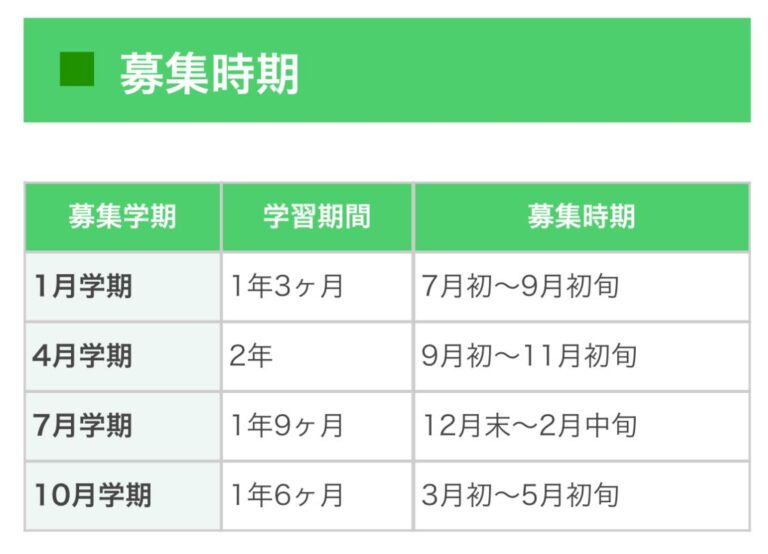 ■ 募集時期
募集学期 学習期間 募集時期
1月学期 1年3ヶ月 7月初〜9月初旬
4月学期 2年 9月初〜11月初旬
7月学期 1年9ヶ月 12月末〜2月中旬
10月学期 1年6ヶ月 3月初〜5月初旬